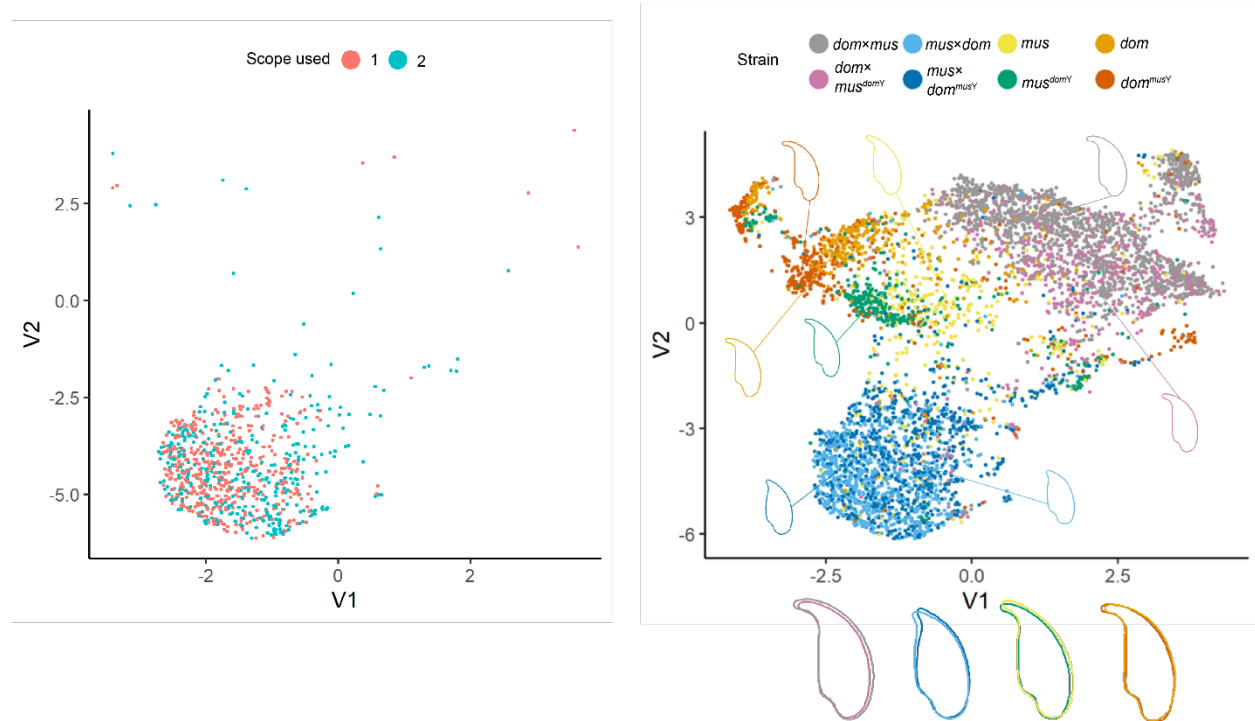 Scope used 1 2
V2
2.5
0.0
-2.5
-5.0
-2 0 2
V1
Strain
dom×mus mus×dom mus dom
dom×
mus^domY
mus×
dom^musY
mus^domY dom^musY
V2
3
0
-3
-6
-2.5 0.0 2.5
V1